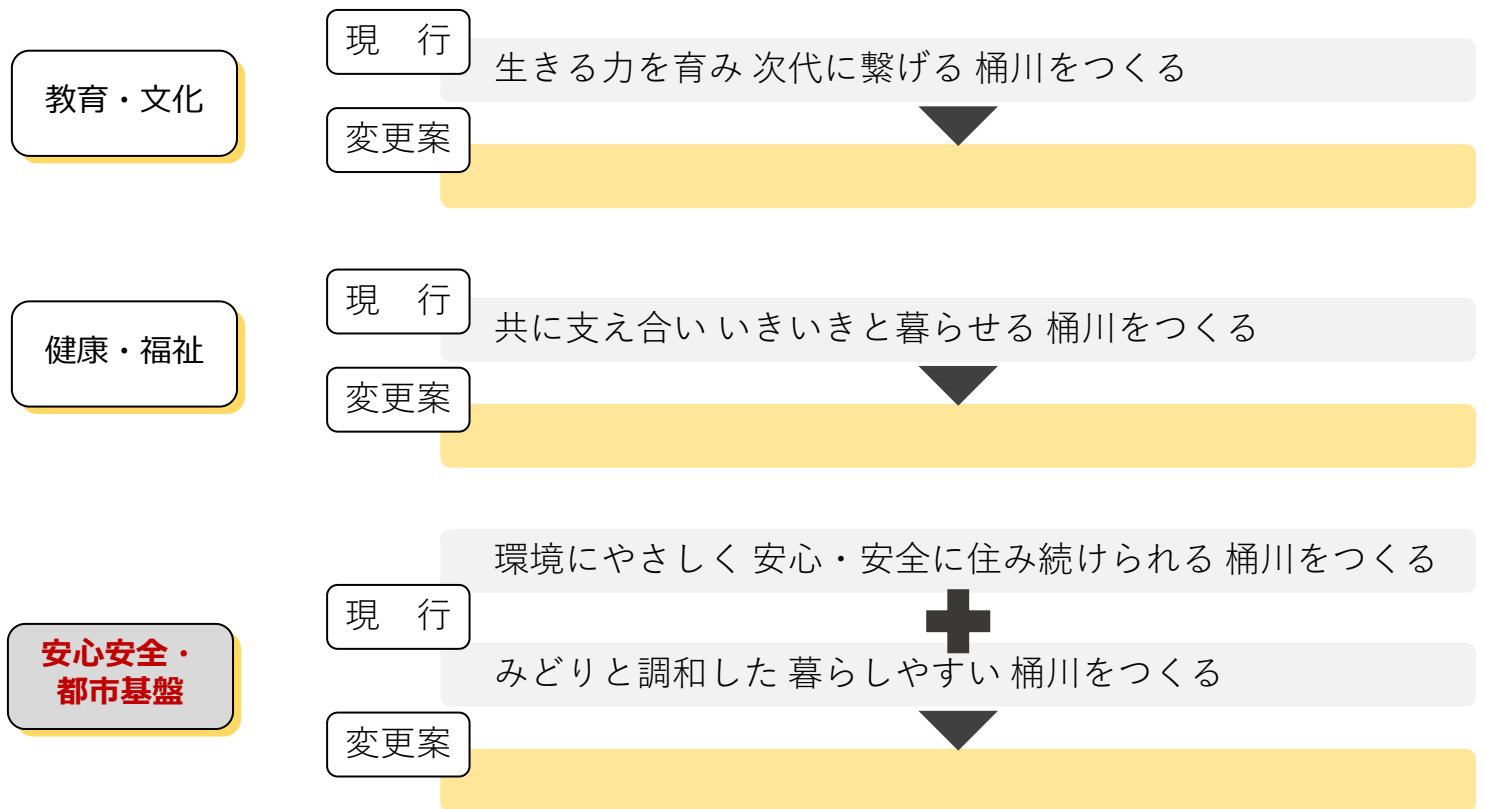 教育・文化
現　行
生きる力を育み 次代に繋げる 桶川をつくる
変更案
健康・福祉
現　行
共に支え合い いきいきと暮らせる 桶川をつくる
変更案
安心安全・
都市基盤
現　行
環境にやさしく 安心・安全に住み続けられる 桶川をつくる
みどりと調和した 暮らしやすい 桶川をつくる
変更案